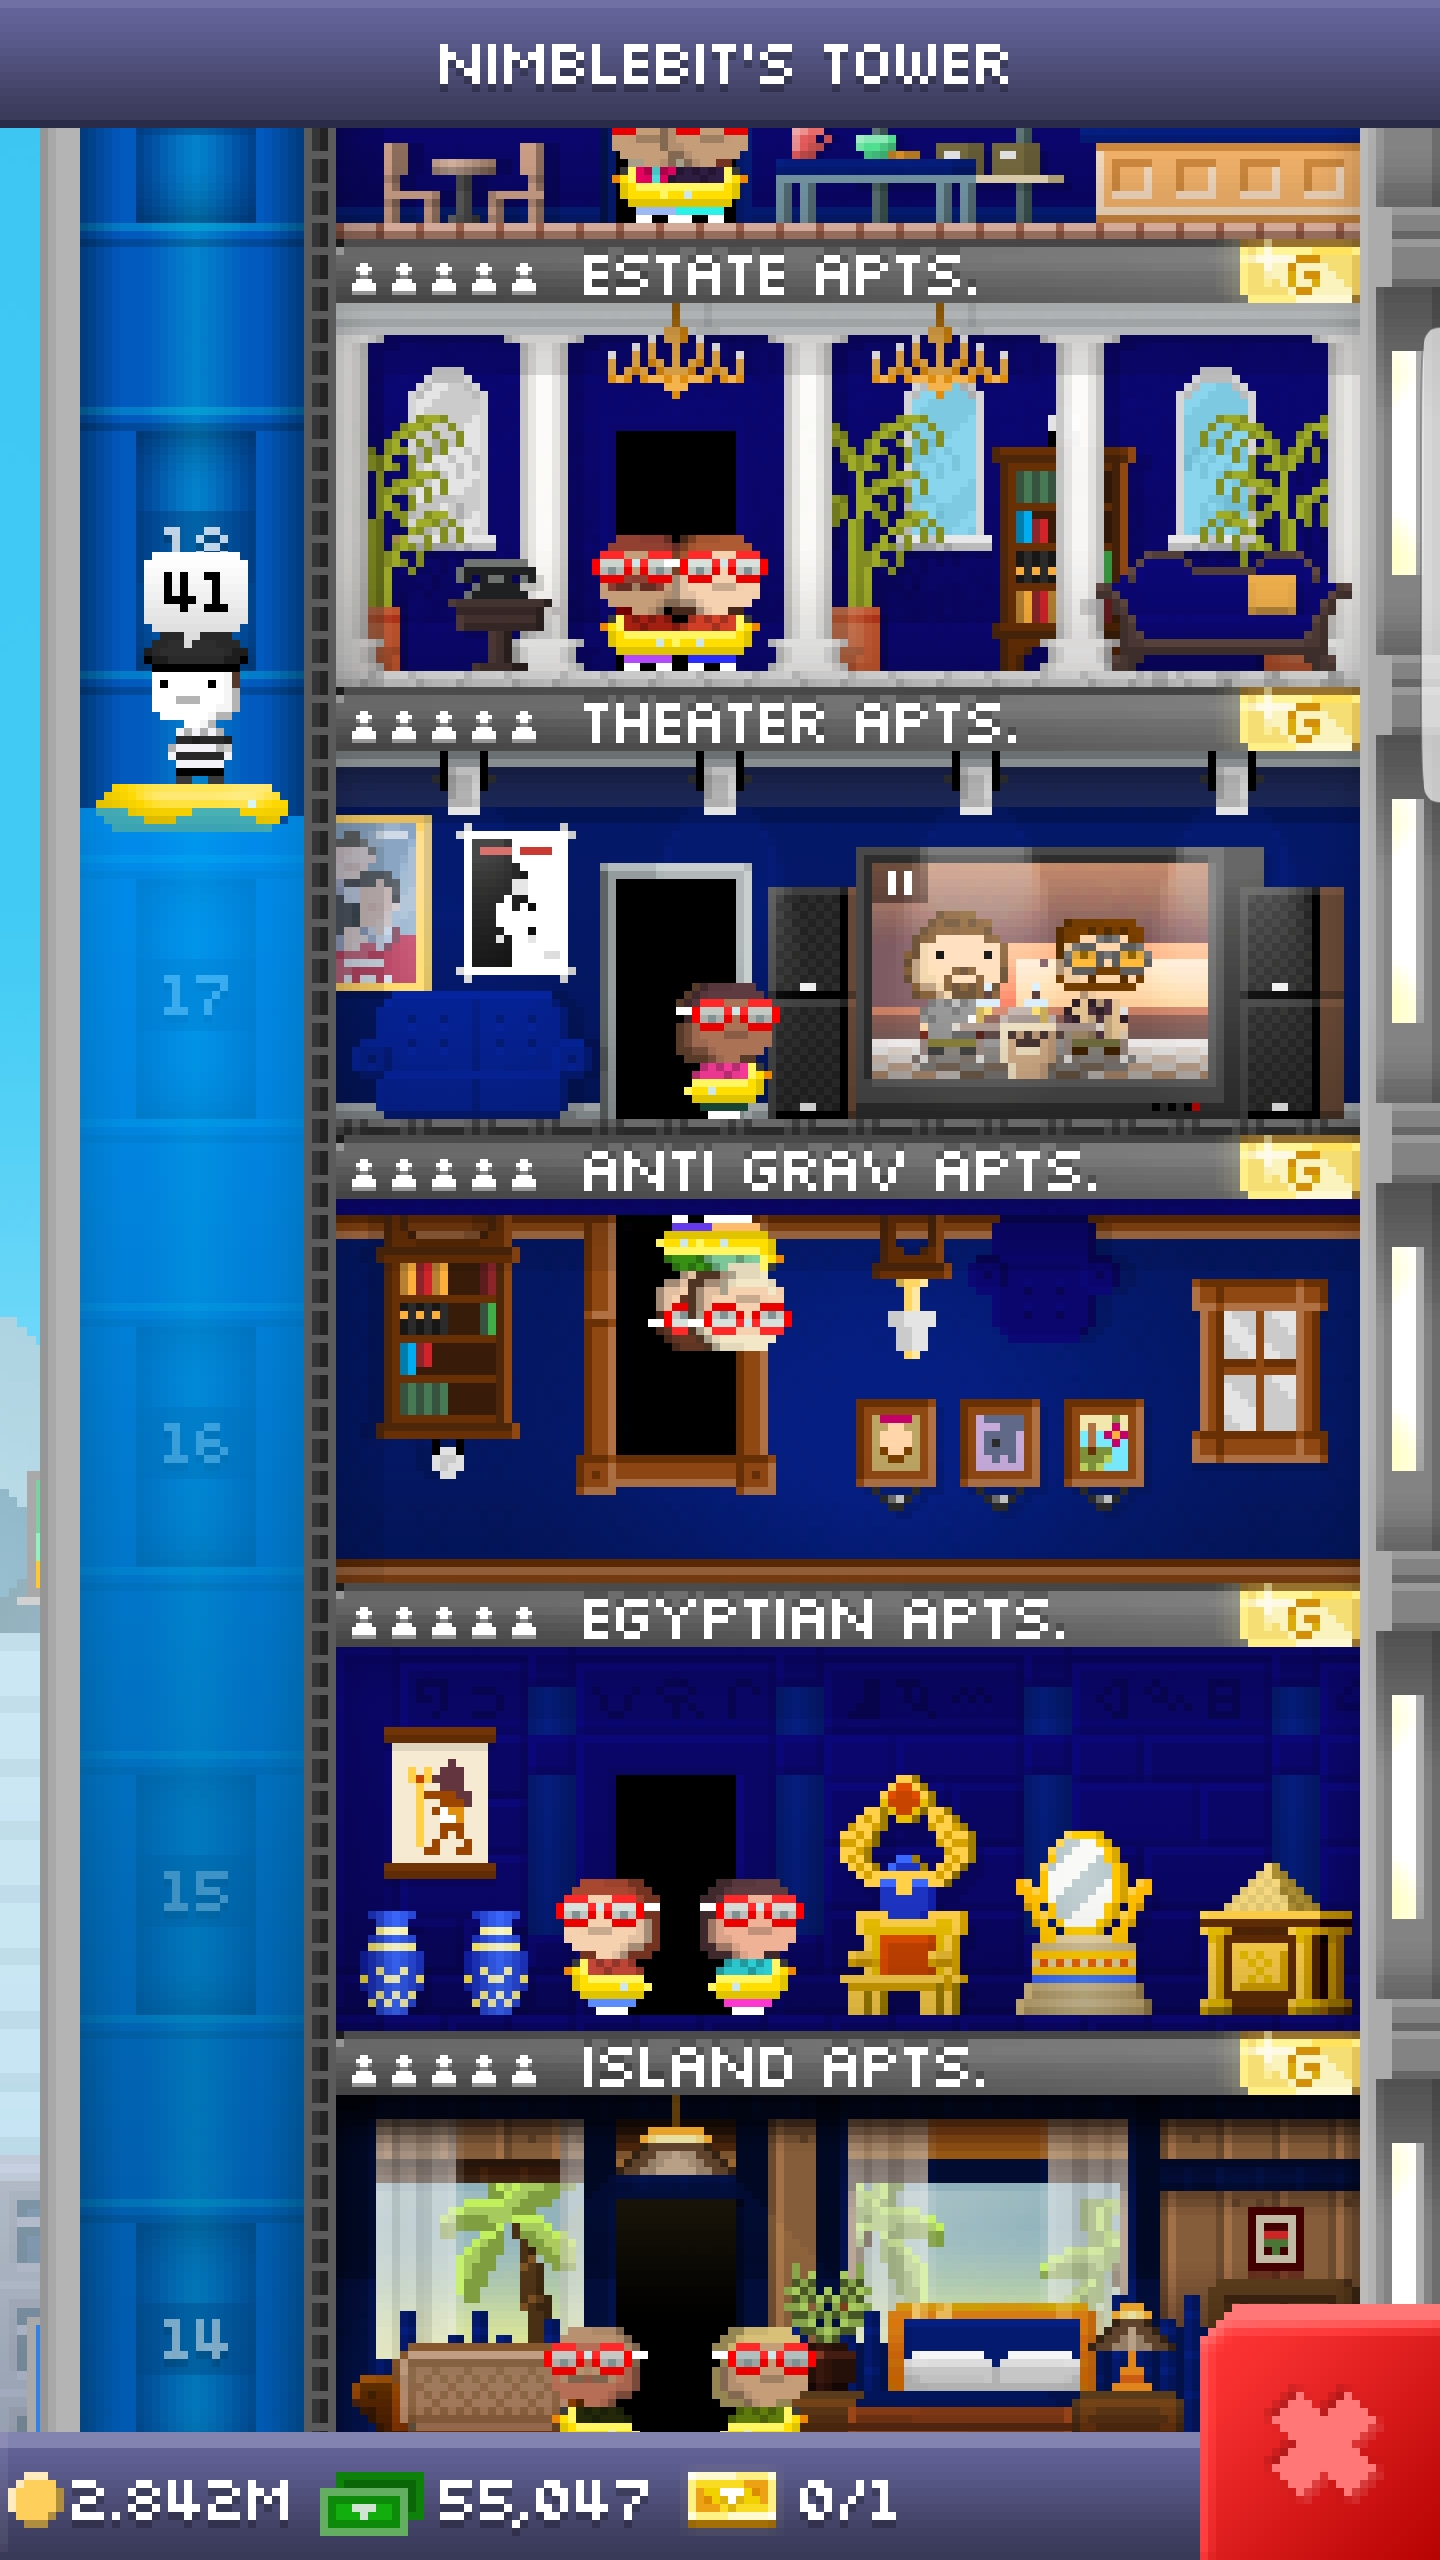 NIMBLEBIT'S TOWER
ESTATE APTS. G
18
41
THEATER APTS. G
17
ANTI GRAV APTS. G
16
EGYPTIAN APTS. G
15
ISLAND APTS. G
14
2.842M 55,047 0/1